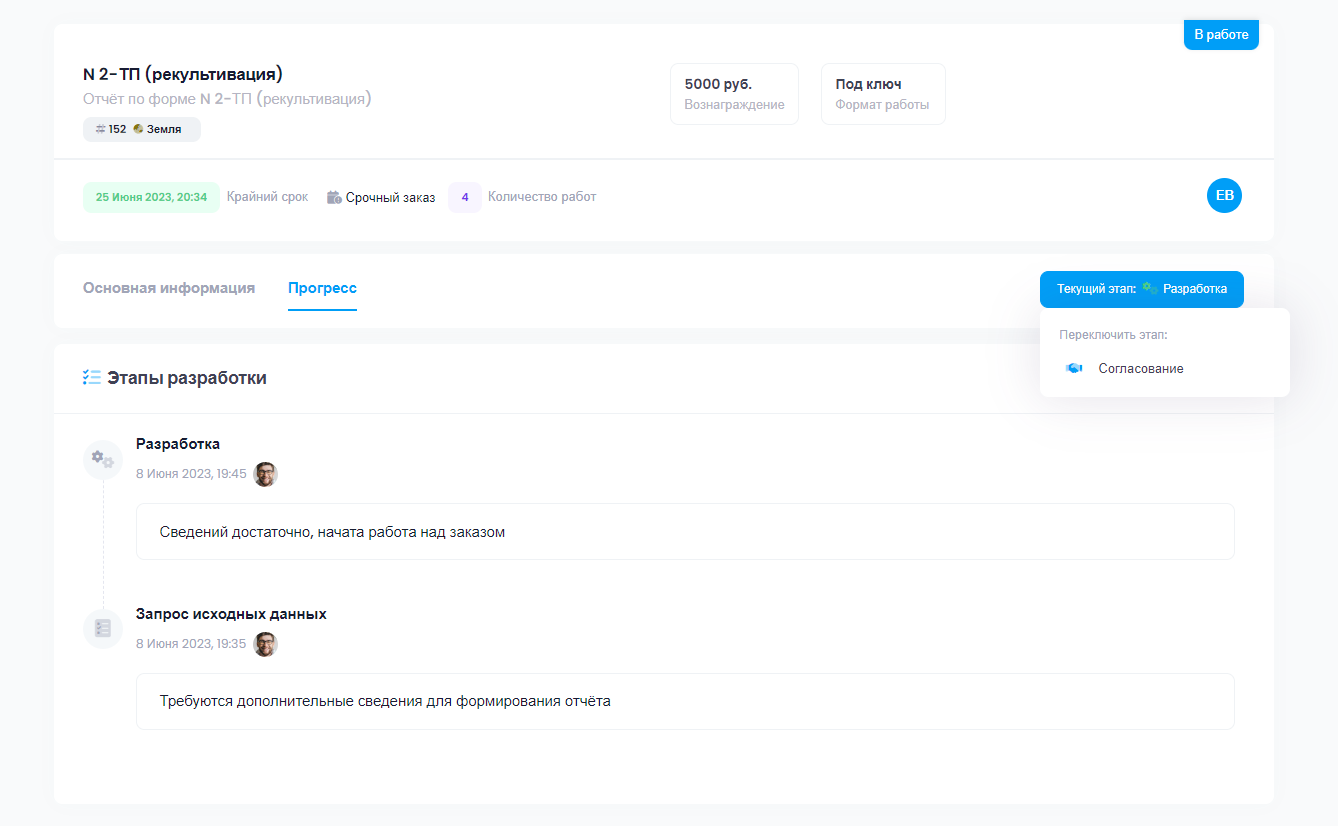 В работе
N 2-ТП (рекультивация)
Отчёт по форме N 2-ТП (рекультивация)
152 Земля
5000 руб.
Вознаграждение
Под ключ
Формат работы
25 Июня 2023, 20:34 Крайний срок Срочный заказ 4 Количество работ
ЕВ
Основная информация Прогресс
Текущий этап: Разработка
Переключить этап:
Согласование
Этапы разработки
Разработка
8 Июня 2023, 19:45
Сведений достаточно, начата работа над заказом
Запрос исходных данных
8 Июня 2023, 19:35
Требуются дополнительные сведения для формирования отчёта